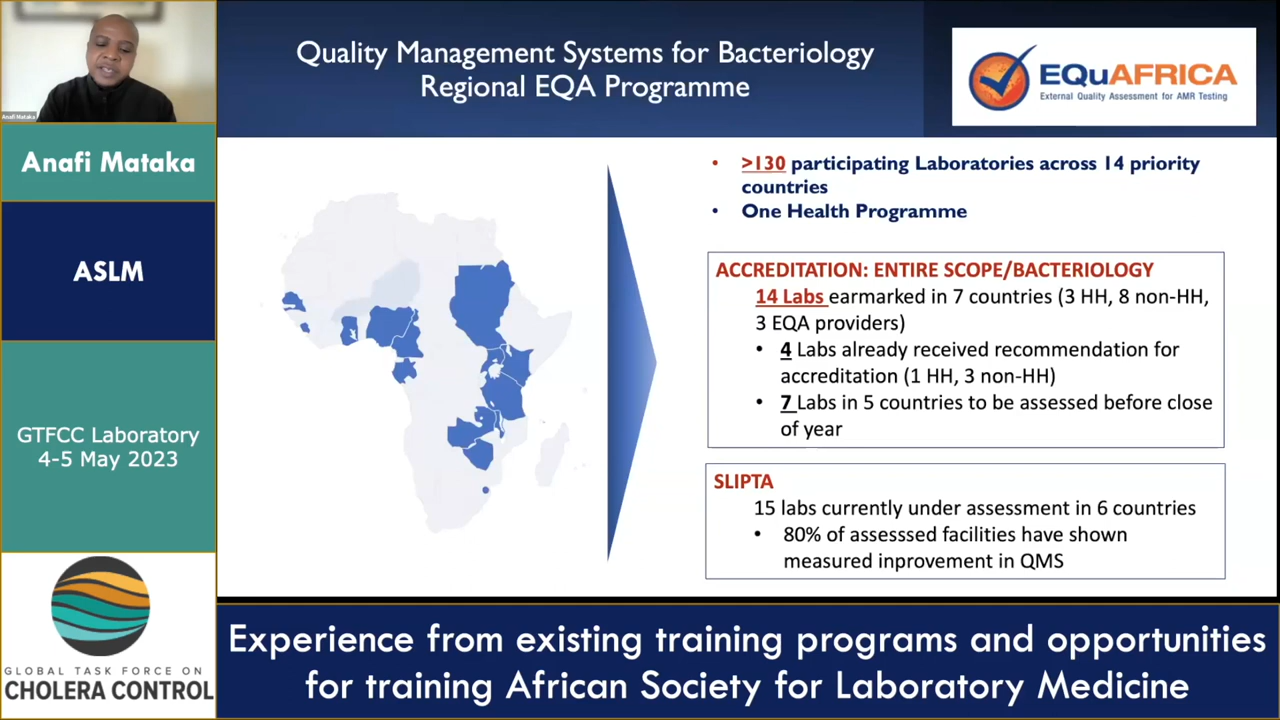 Anafi Mataka
Anafi Mataka
ASLM
GTFCC Laboratory
4-5 May 2023
GLOBAL TASK FORCE ON
CHOLERA CONTROL
Quality Management Systems for Bacteriology
Regional EQA Programme
EQuAFRICA
External Quality Assessment for AMR Testing
• >130 participating Laboratories across 14 priority
countries
• One Health Programme
ACCREDITATION: ENTIRE SCOPE/BACTERIOLOGY
14 Labs earmarked in 7 countries (3 HH, 8 non-HH,
3 EQA providers)
• 4 Labs already received recommendation for
accreditation (1 HH, 3 non-HH)
• 7 Labs in 5 countries to be assessed before close
of year
SLIPTA
15 labs currently under assessment in 6 countries
• 80% of assesssed facilities have shown
measured inprovement in QMS
Experience from existing training programs and opportunities
for training African Society for Laboratory Medicine